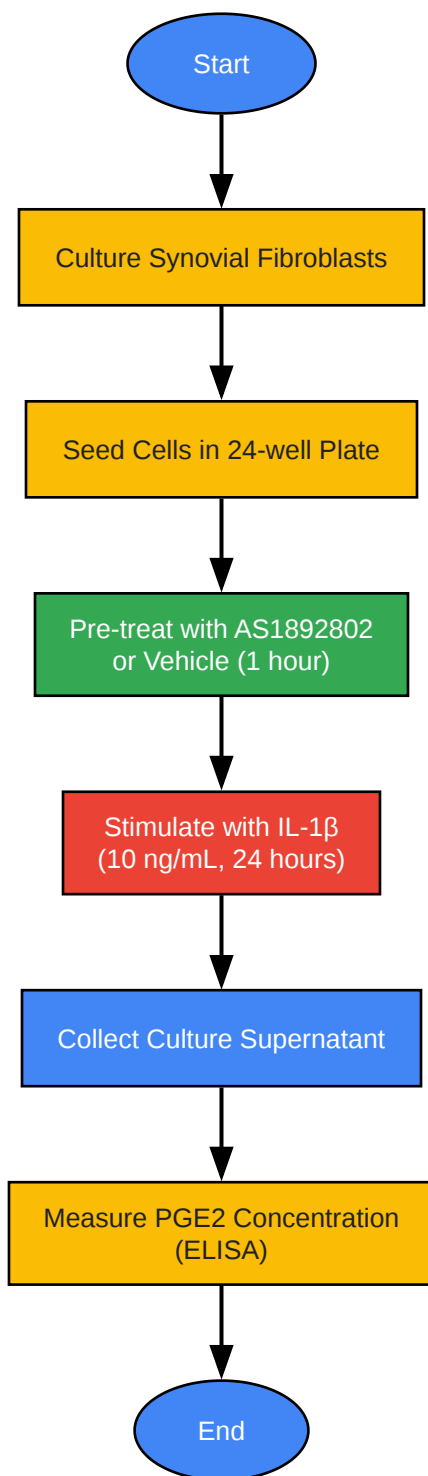 Start
Culture Synovial Fibroblasts
Seed Cells in 24-well Plate
Pre-treat with AS1892802
or Vehicle (1 hour)
Stimulate with IL-1β
(10 ng/mL, 24 hours)
Collect Culture Supernatant
Measure PGE2 Concentration
(ELISA)
End